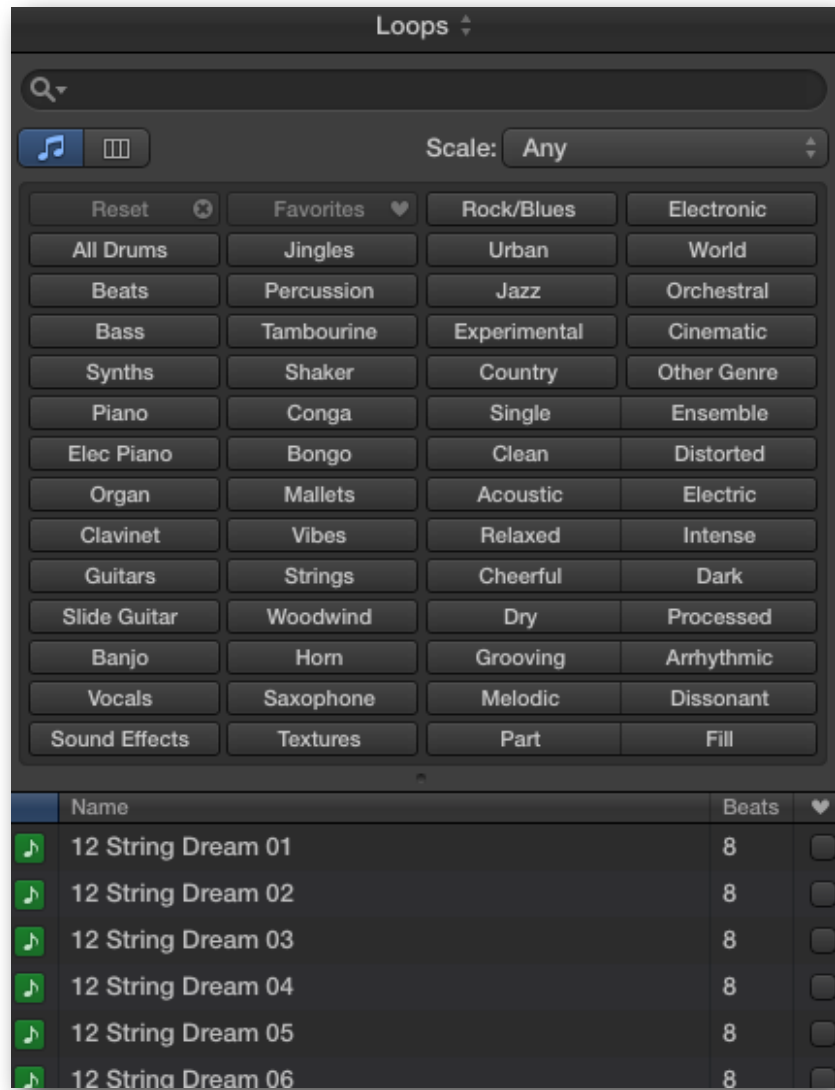 Loops
Scale: Any
Reset Favorites Rock/Blues Electronic
All Drums Jingles Urban World
Beats Percussion Jazz Orchestral
Bass Tambourine Experimental Cinematic
Synths Shaker Country Other Genre
Piano Conga Single Ensemble
Elec Piano Bongo Clean Distorted
Organ Mallets Acoustic Electric
Clavinet Vibes Relaxed Intense
Guitars Strings Cheerful Dark
Slide Guitar Woodwind Dry Processed
Banjo Horn Grooving Arrhythmic
Vocals Saxophone Melodic Dissonant
Sound Effects Textures Part Fill
Name Beats
12 String Dream 01 8
12 String Dream 02 8
12 String Dream 03 8
12 String Dream 04 8
12 String Dream 05 8
12 String Dream 06 8